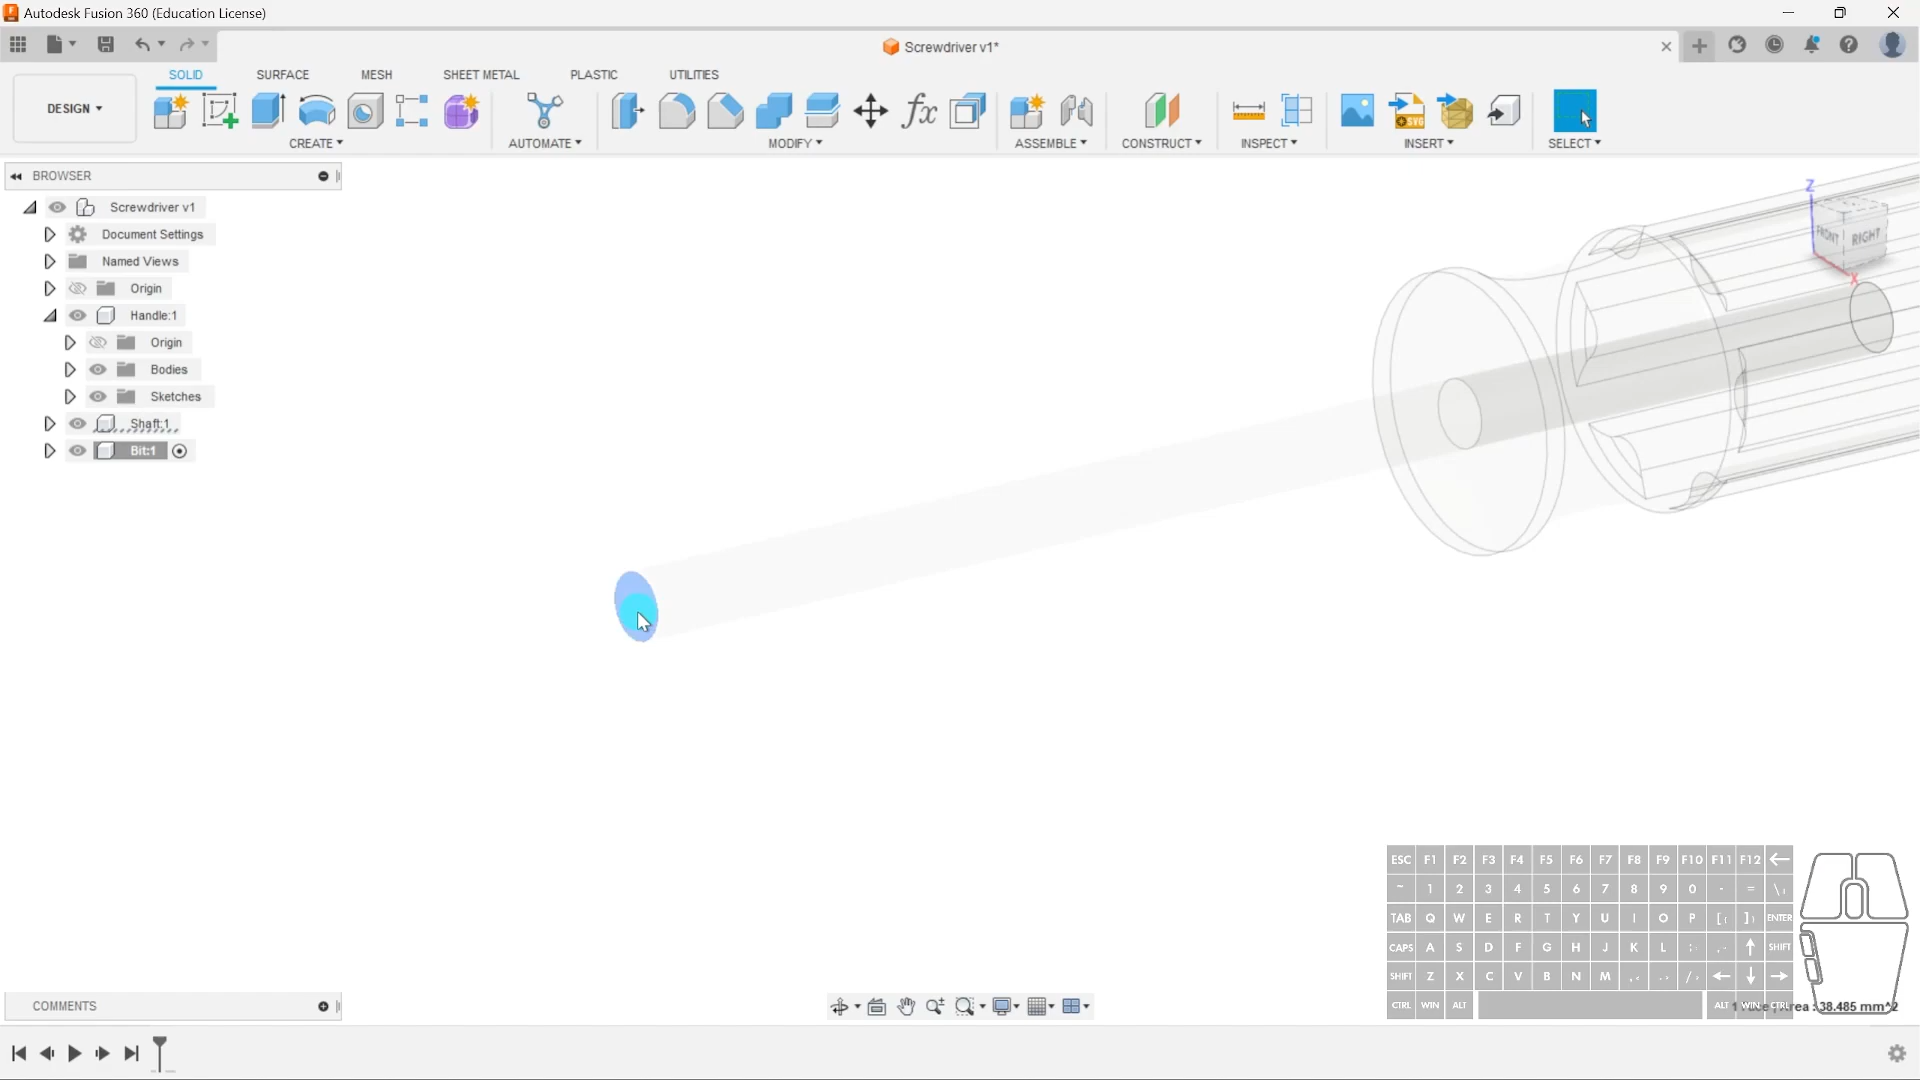 Autodesk Fusion 360 (Education License)
Screwdriver v1*
SOLID SURFACE MESH SHEET METAL PLASTIC UTILITIES
DESIGN
CREATE AUTOMATE MODIFY ASSEMBLE CONSTRUCT INSPECT INSERT SELECT
BROWSER
Screwdriver v1
Document Settings
Named Views
Origin
Handle:1
Origin
Bodies
Sketches
Shaft:1
Bit:1
Z
FRONT RIGHT
X
ESC F1 F2 F3 F4 F5 F6 F7 F8 F9 F10 F11 F12
~ 1 2 3 4 5 6 7 8 9 0 - =
TAB Q W E R T Y U I O P ENTER
CAPS A S D F G H J K L SHIFT
SHIFT Z X C V B N M
CTRL WIN ALT ALT WIN CTRL
38.485 mm^2
COMMENTS